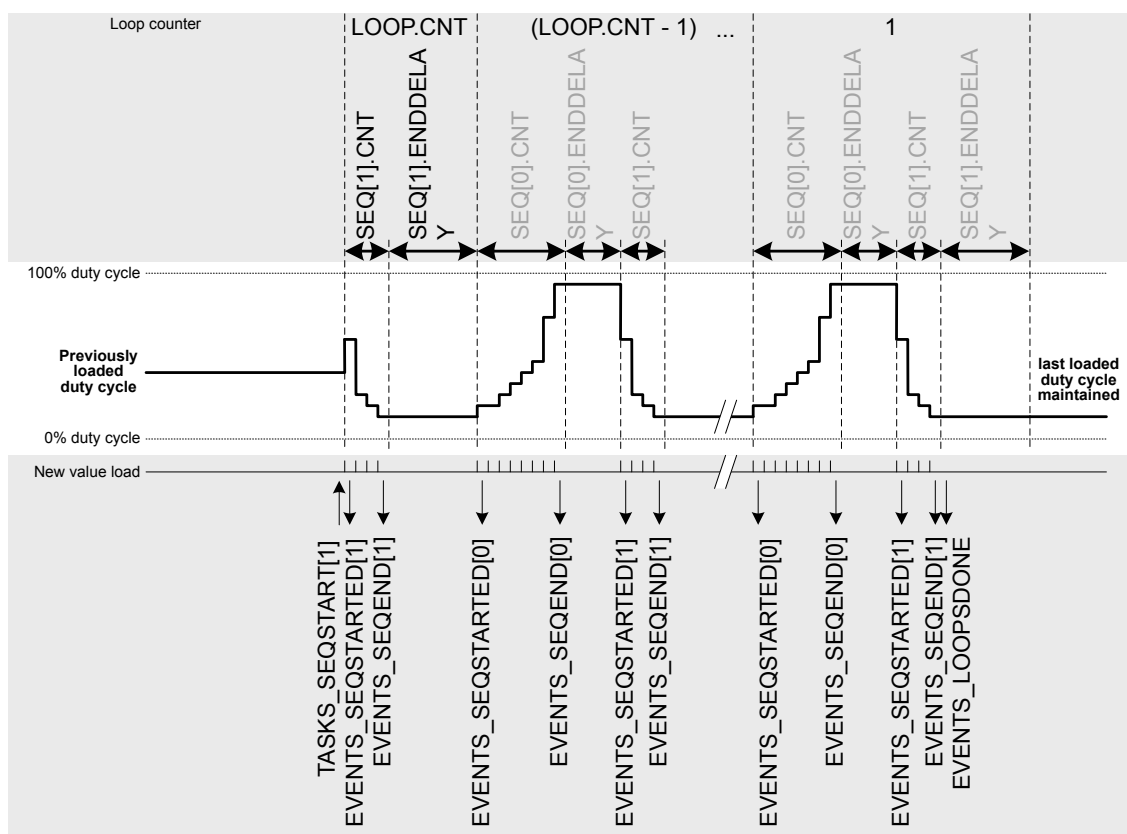 Loop counter
LOOP.CNT
(LOOP.CNT - 1) ...
1
SEQ[1].CNT
SEQ[1].ENDDELA
Y
SEQ[0].CNT
SEQ[0].ENDDELA
Y
SEQ[1].CNT
SEQ[0].CNT
SEQ[0].ENDDELA
Y
SEQ[1].CNT
SEQ[1].ENDDELA
Y
100% duty cycle
Previously
loaded
duty cycle
last loaded
duty cycle
maintained
0% duty cycle
New value load
TASKS_SEQSTART[1]
EVENTS_SEQSTARTED[1]
EVENTS_SEQEND[1]
EVENTS_SEQSTARTED[0]
EVENTS_SEQEND[0]
EVENTS_SEQSTARTED[1]
EVENTS_SEQEND[1]
EVENTS_SEQSTARTED[0]
EVENTS_SEQEND[0]
EVENTS_SEQSTARTED[1]
EVENTS_SEQEND[1]
EVENTS_LOOPSDONE